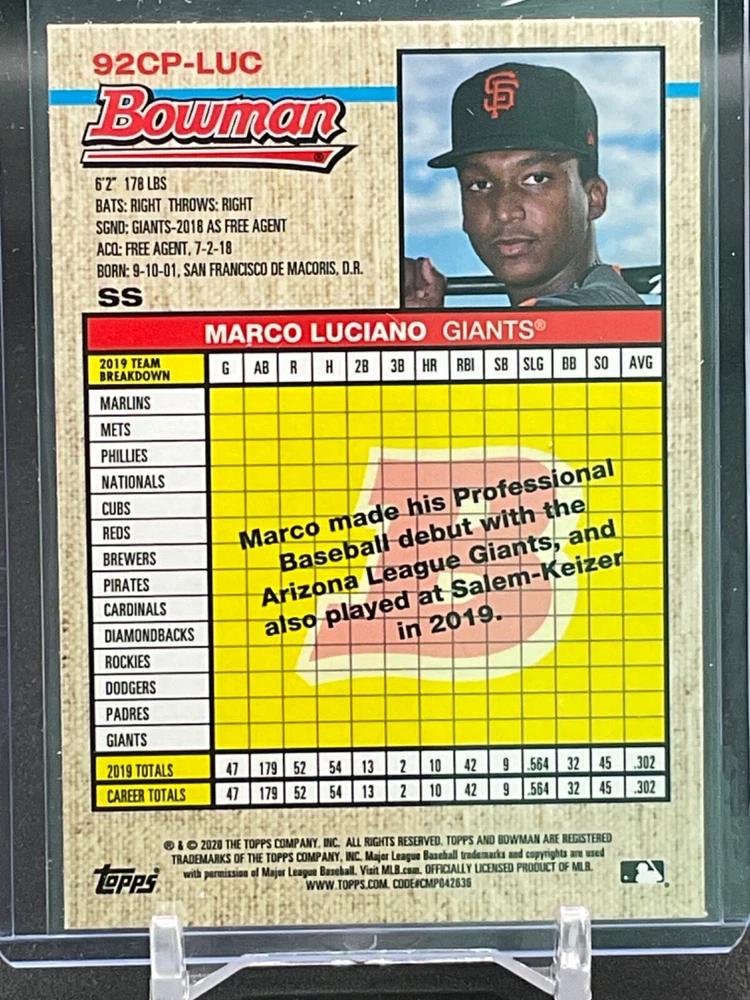 92CP-LUC
Bowman®
SF
6'2" 178 LBS
BATS: RIGHT THROWS: RIGHT
SGND: GIANTS-2018 AS FREE AGENT
ACQ: FREE AGENT, 7-2-18
BORN: 9-10-01, SAN FRANCISCO DE MACORIS, D.R.
SS
MARCO LUCIANO GIANTS®
2019 TEAM BREAKDOWN G AB R H 2B 3B HR RBI SB SLG BB SO AVG
MARLINS
METS
PHILLIES
NATIONALS
CUBS
REDS
BREWERS
PIRATES
CARDINALS
DIAMONDBACKS
ROCKIES
DODGERS
PADRES
GIANTS
B
Marco made his Professional
Baseball debut with the
Arizona League Giants, and
also played at Salem-Keizer
in 2019.
2019 TOTALS 47 179 52 54 13 2 10 42 9 .564 32 45 .302
CAREER TOTALS 47 179 52 54 13 2 10 42 9 .564 32 45 .302
® & © 2020 THE TOPPS COMPANY, INC. ALL RIGHTS RESERVED. TOPPS AND BOWMAN ARE REGISTERED
TRADEMARKS OF THE TOPPS COMPANY, INC. Major League Baseball trademarks and copyrights are used
with permission of Major League Baseball. Visit MLB.com. OFFICIALLY LICENSED PRODUCT OF MLB.
WWW.TOPPS.COM. CODE#CMP042636
Topps